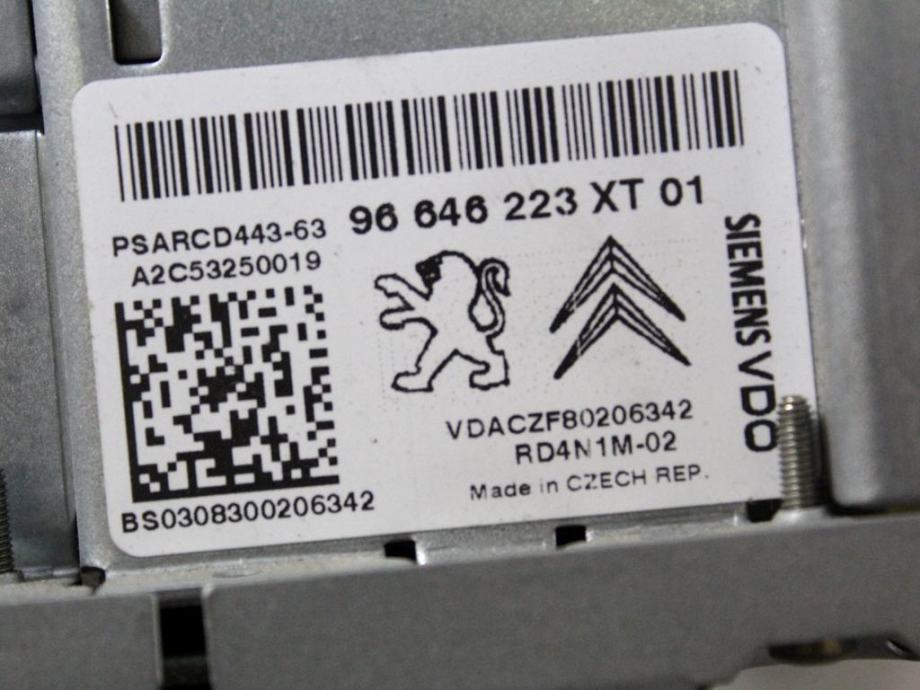 96 646 223 XT 01
PSARCD443-63
A2C53250019
SIEMENS VDO
VDACZF80206342
RD4N1M-02
Made in CZECH REP.
BS0308300206342